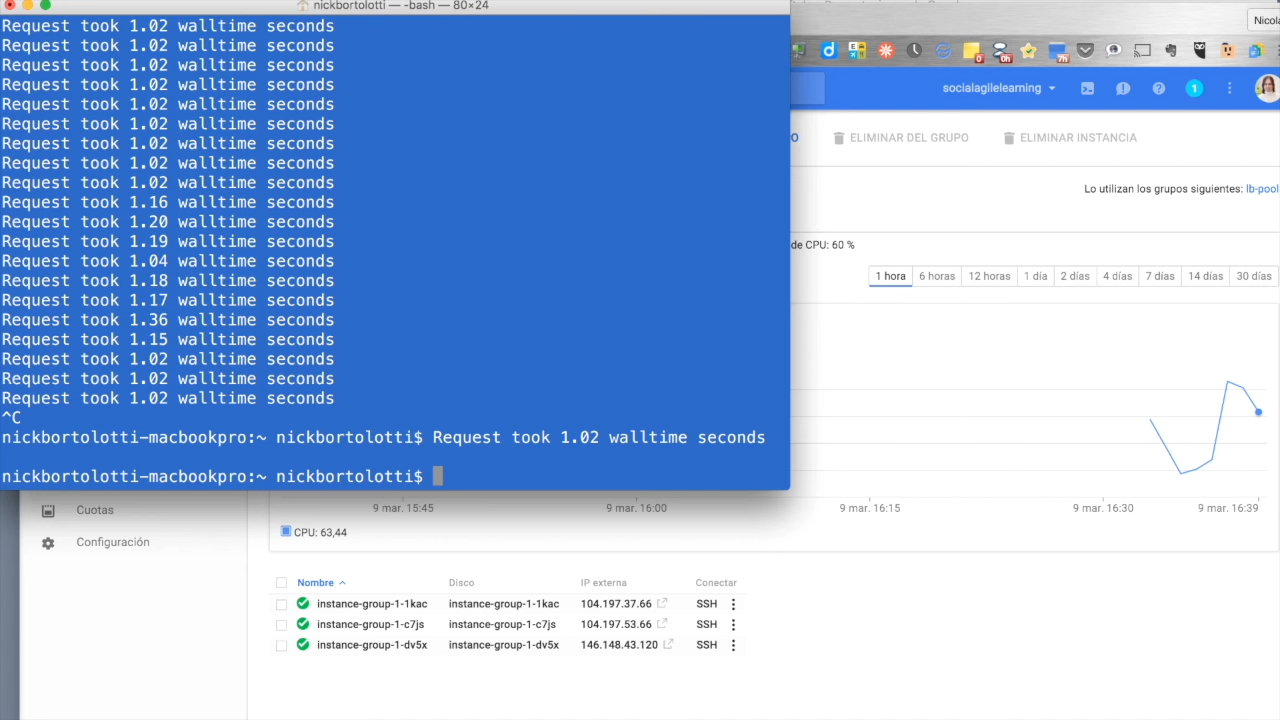 nickbortolotti — -bash — 80×24
Request took 1.02 walltime seconds
Request took 1.02 walltime seconds
Request took 1.02 walltime seconds
Request took 1.02 walltime seconds
Request took 1.02 walltime seconds
Request took 1.02 walltime seconds
Request took 1.02 walltime seconds
Request took 1.02 walltime seconds
Request took 1.02 walltime seconds
Request took 1.16 walltime seconds
Request took 1.20 walltime seconds
Request took 1.19 walltime seconds
Request took 1.04 walltime seconds
Request took 1.18 walltime seconds
Request took 1.17 walltime seconds
Request took 1.36 walltime seconds
Request took 1.15 walltime seconds
Request took 1.02 walltime seconds
Request took 1.02 walltime seconds
Request took 1.02 walltime seconds
^C
nickbortolotti-macbookpro:~ nickbortolotti$ Request took 1.02 walltime seconds
nickbortolotti-macbookpro:~ nickbortolotti$
Nicola
0 0h 7h
socialagilelearning 1
O ELIMINAR DEL GRUPO ELIMINAR INSTANCIA
Lo utilizan los grupos siguientes: lb-pool
de CPU: 60 %
1 hora 6 horas 12 horas 1 día 2 días 4 días 7 días 14 días 30 días
9 mar. 15:45 9 mar. 16:00 9 mar. 16:15 9 mar. 16:30 9 mar. 16:39
CPU: 63,44
Cuotas
Configuración
Nombre Disco IP externa Conectar
instance-group-1-1kac instance-group-1-1kac 104.197.37.66 SSH
instance-group-1-c7js instance-group-1-c7js 104.197.53.66 SSH
instance-group-1-dv5x instance-group-1-dv5x 146.148.43.120 SSH